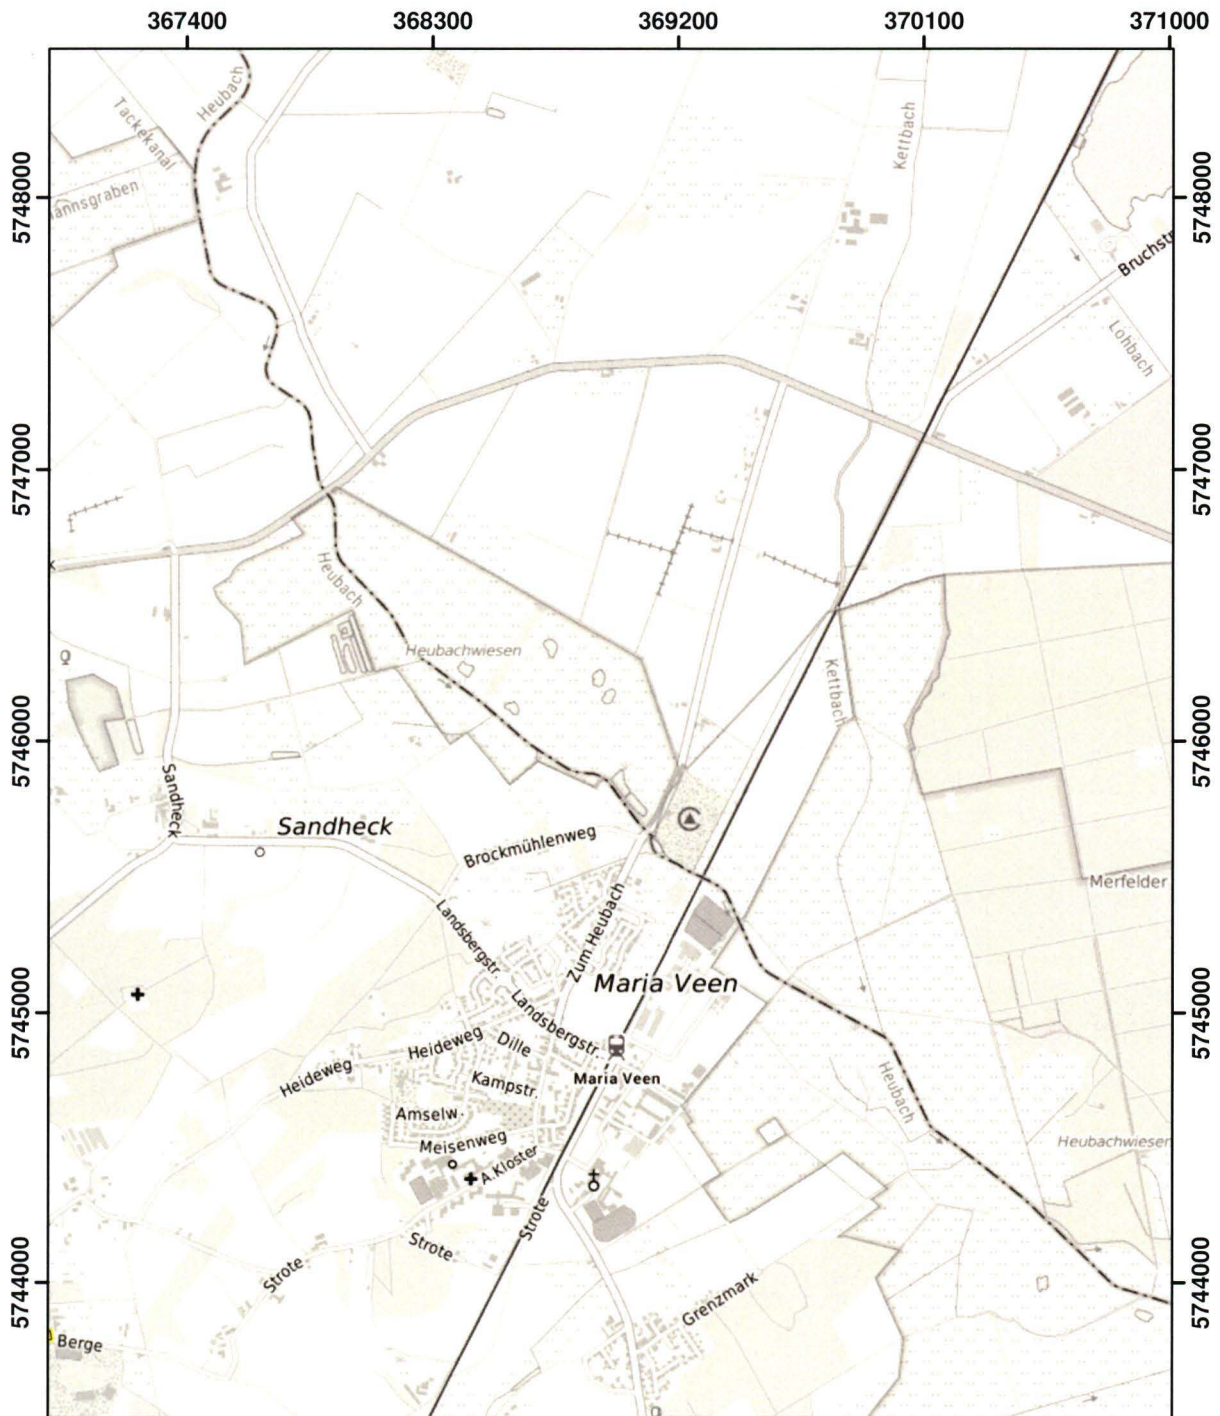 367400 368300 369200 370100 371000
Heubach
Tackekanal
Kettbach
5748000
5748000
annsgraben
Bruchstr
Lohbach
5747000
5747000
Heubach
Heubachwiesen
Kettbach
5746000
5746000
Sandheck
Sandheck
Brockmühlenweg
Merfelder
Landsbergstr.
Zum Heubach
Maria Veen
5745000
5745000
Landsbergstr.
Heideweg
Dille
Heideweg
Maria Veen
Kampstr.
Heubach
Amselw.
Meisenweg
Heubachwiesen
A.Kloster
Strote
Strote
Strote
5744000
5744000
Grenzmark
Berge